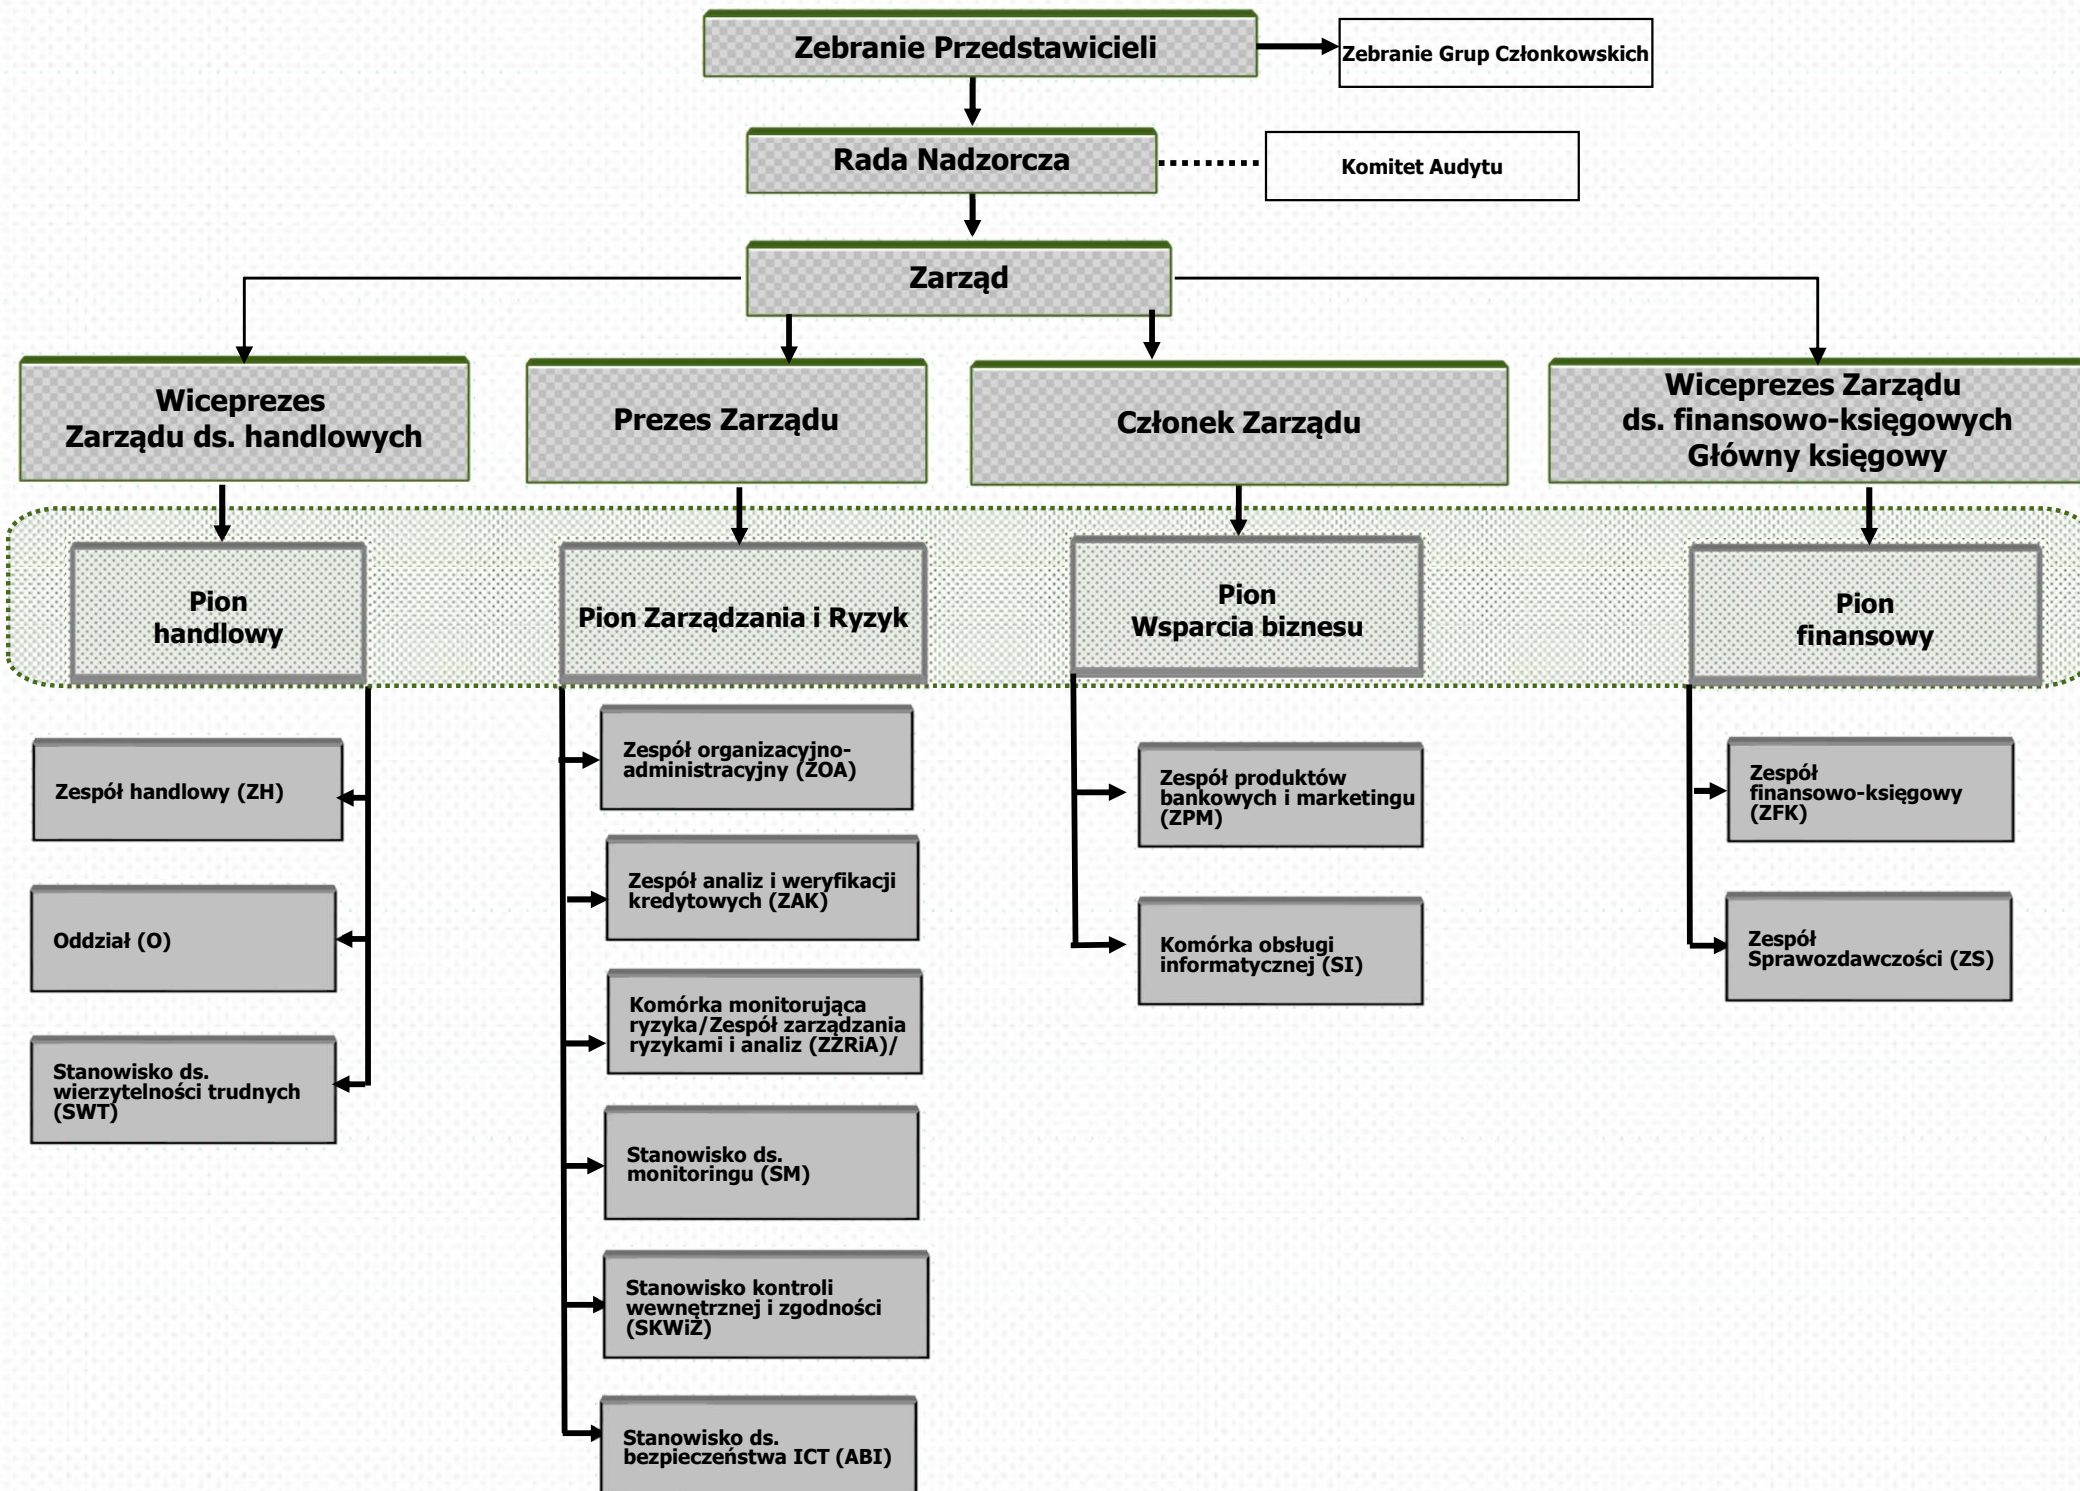 Zebranie Przedstawicieli
Zebranie Grup Członkowskich
Rada Nadzorcza
Komitet Audytu
Zarząd
Wiceprezes
Zarządu ds. handlowych
Prezes Zarządu
Członek Zarządu
Wiceprezes Zarządu
ds. finansowo-księgowych
Główny księgowy
Pion
handlowy
Pion Zarządzania i Ryzyk
Pion
Wsparcia biznesu
Pion
finansowy
Zespół handlowy (ZH)
Oddział (O)
Stanowisko ds.
wierzytelności trudnych
(SWT)
Zespół organizacyjno-
administracyjny (ZOA)
Zespół analiz i weryfikacji
kredytowych (ZAK)
Komórka monitorująca
ryzyka/Zespół zarządzania
ryzykami i analiz (ZZRiA)/
Stanowisko ds.
monitoringu (SM)
Stanowisko kontroli
wewnętrznej i zgodności
(SKWiZ)
Stanowisko ds.
bezpieczeństwa ICT (ABI)
Zespół produktów
bankowych i marketingu
(ZPM)
Komórka obsługi
informatycznej (SI)
Zespół
finansowo-księgowy
(ZFK)
Zespół
Sprawozdawczości (ZS)